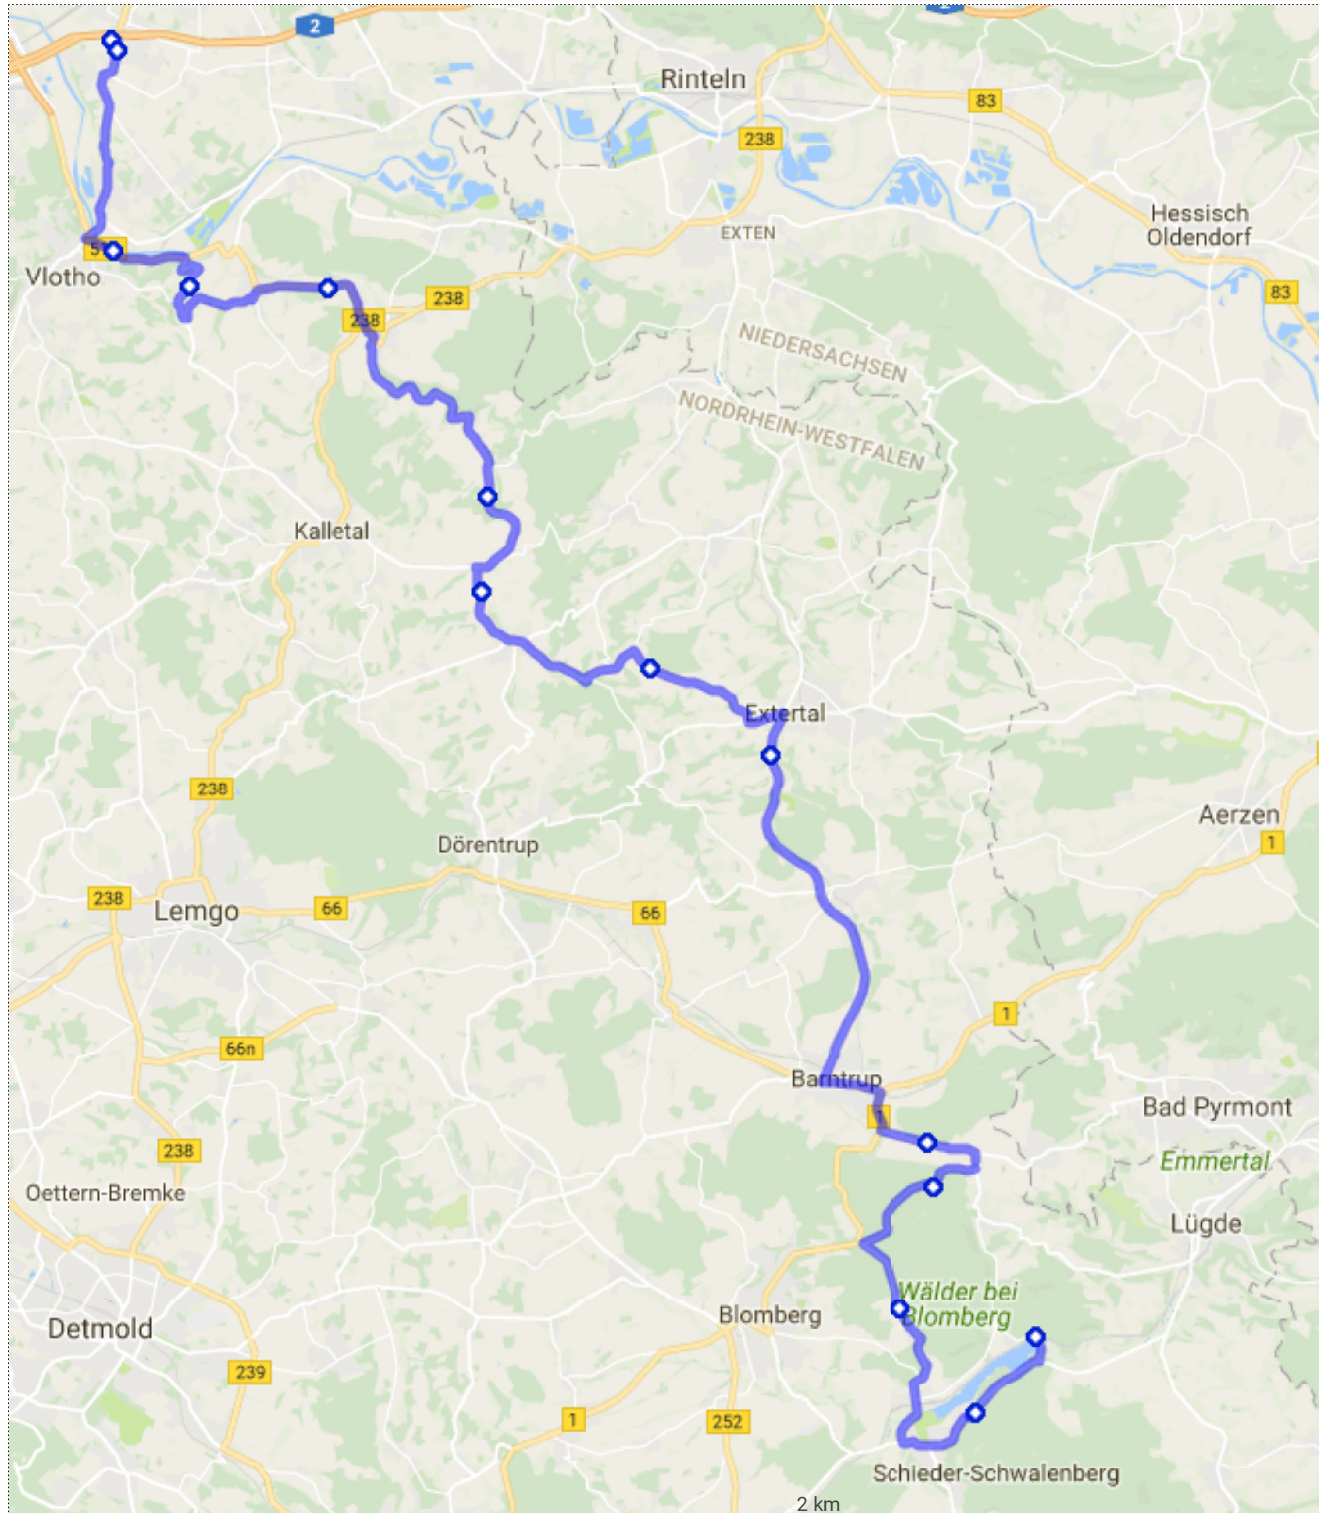 2
2
Rinteln
83
238
Hessisch
Oldendorf
EXTEN
Vlotho
83
238
238
NIEDERSACHSEN
NORDRHEIN-WESTFALEN
Kalletal
Extertal
238
Aerzen
1
Dörentrup
238
66
66
Lemgo
1
66n
Barntrup
1
Bad Pyrmont
238
Emmertal
Oettern-Bremke
Lügde
Wälder bei
Blomberg
Blomberg
Detmold
239
1
252
Schieder-Schwalenberg
2 km